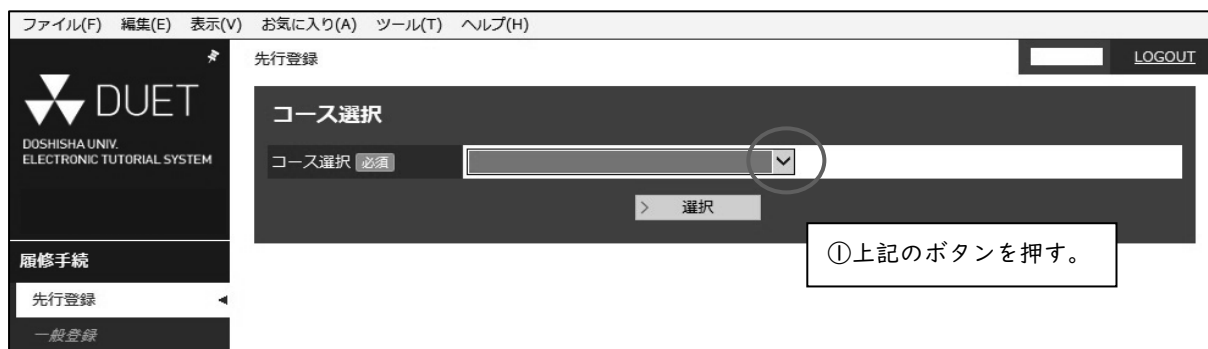 ファイル(F) 編集(E) 表示(V) お気に入り(A) ツール(T) ヘルプ(H)
先行登録
LOGOUT
DUET
DOSHISHA UNIV.
ELECTRONIC TUTORIAL SYSTEM
コース選択
コース選択 必須
> 選択
①上記のボタンを押す。
履修手続
先行登録
一般登録